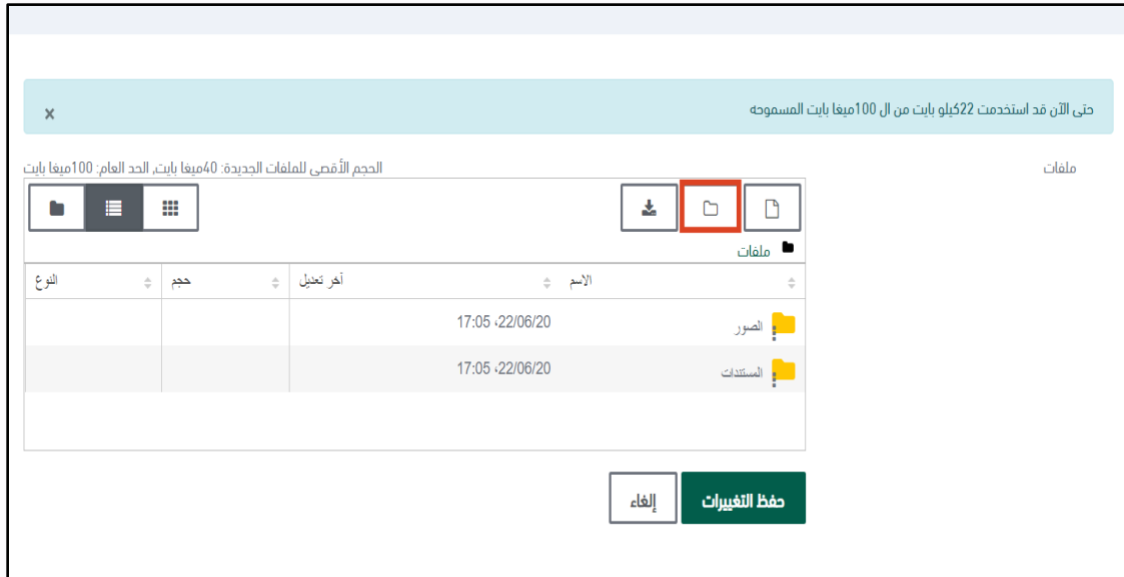 حتى الآن قد استخدمت 22كيلو بايت من ال 100ميغا بايت المسموحه
×
ملفات
الحجم الأقصى للملفات الجديدة: 40ميغا بايت, الحد العام: 100ميغا بايت
ملفات
الاسم آخر تعديل حجم النوع
الصور 22/06/20، 17:05
المستندات 22/06/20، 17:05
حفظ التغييرات إلغاء